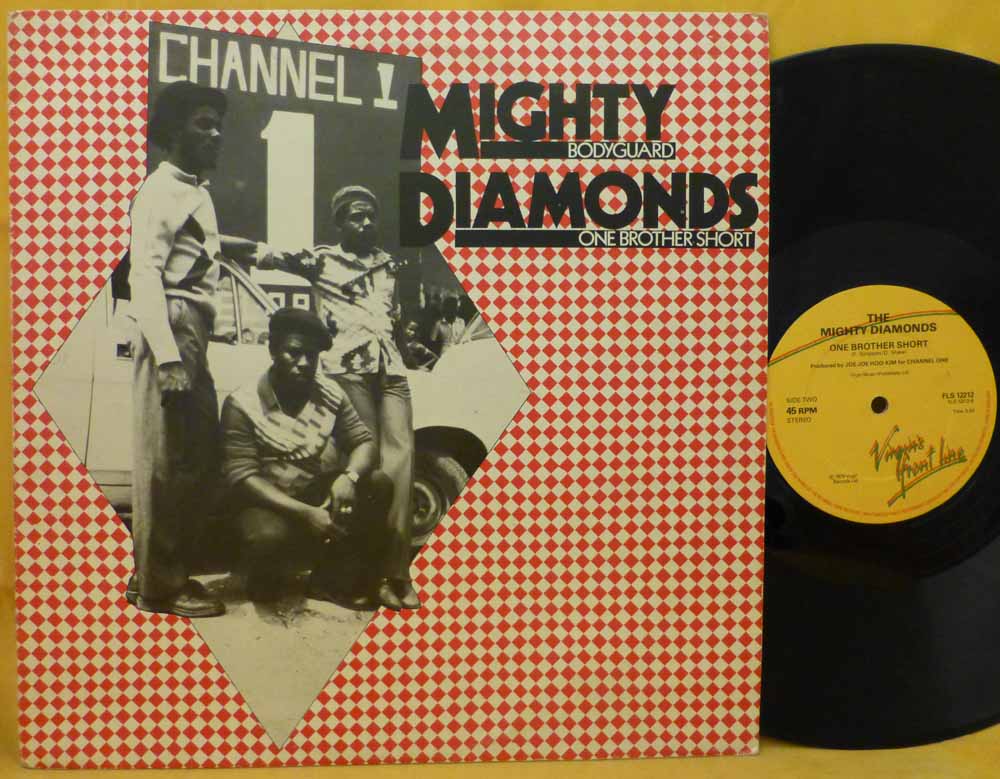 CHANNEL 1
1
MIGHTY
BODYGUARD
DIAMONDS
ONE BROTHER SHORT
THE
MIGHTY DIAMONDS
ONE BROTHER SHORT
Produced by JOE JOE HOO KIM for CHANNEL ONE
SIDE TWO
45 RPM
STEREO
FLS 12212
Virgin's
front line